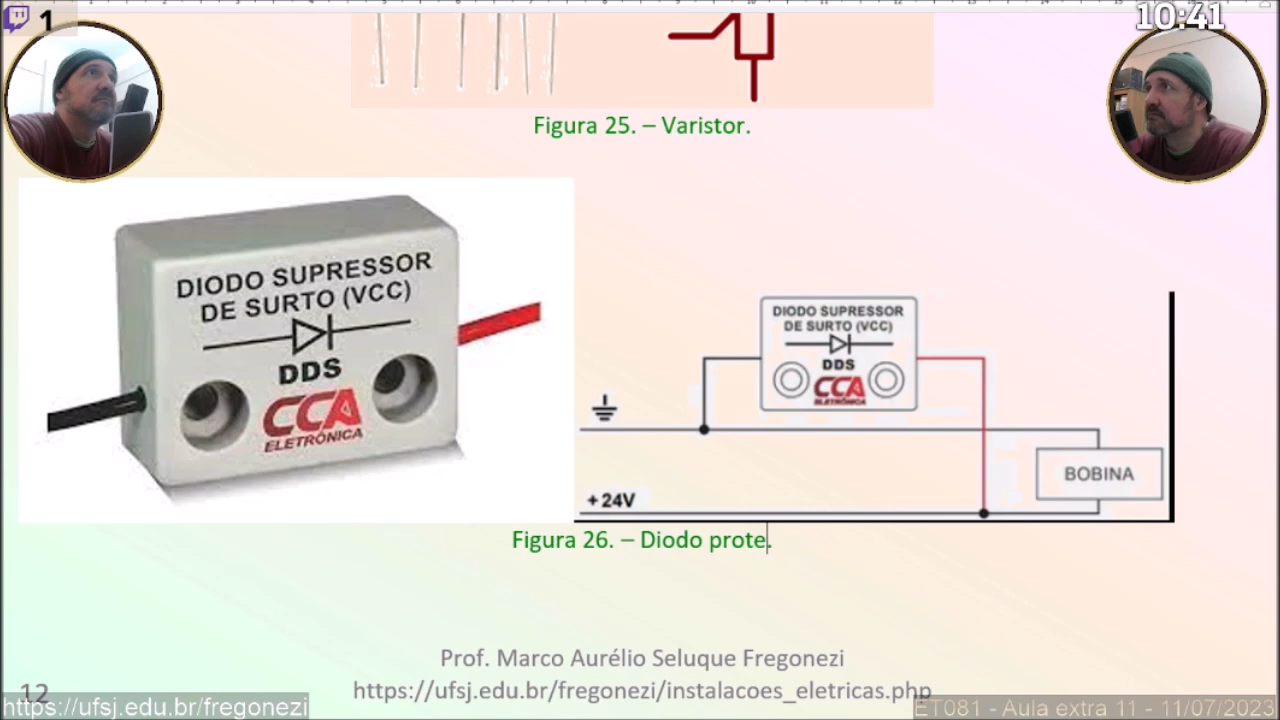 1
10:41
Figura 25. – Varistor.
DIODO SUPRESSOR
DE SURTO (VCC)
DDS
CCA
ELETRÔNICA
DIODO SUPRESSOR
DE SURTO (VCC)
DDS
CCA
ELETRÔNICA
BOBINA
+24V
Figura 26. – Diodo prote.
Prof. Marco Aurélio Seluque Fregonezi
https://ufsj.edu.br/fregonezi/instalacoes_eletricas.php
12
https://ufsj.edu.br/fregonezi
ET081 - Aula extra 11 - 11/07/2023